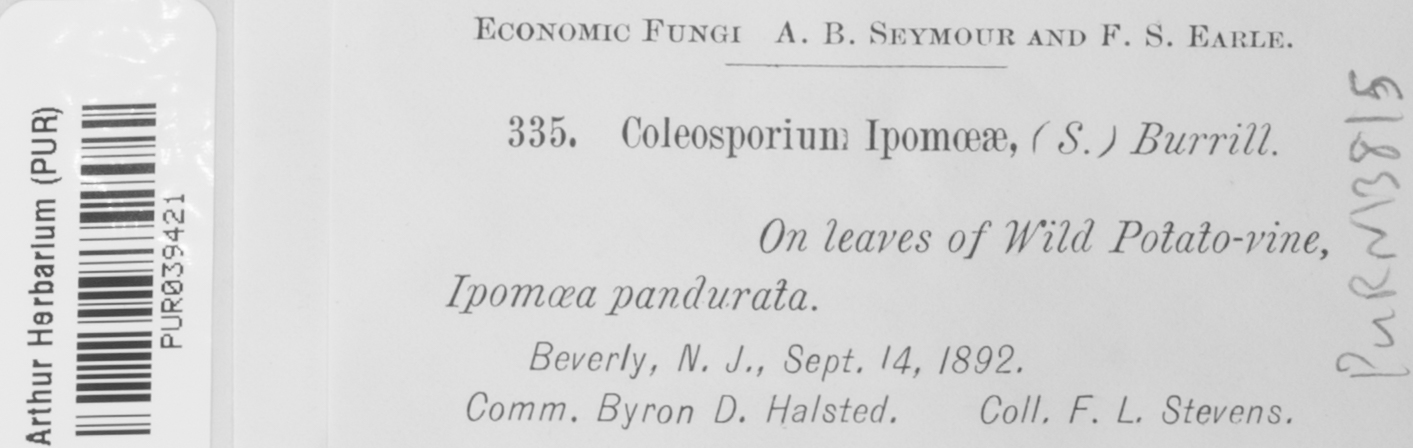 Economic Fungi A. B. Seymour and F. S. Earle.
335. Coleosporium Ipomœæ, (S.) Burrill.
On leaves of Wild Potato-vine,
Ipomœa pandurata.
Beverly, N. J., Sept. 14, 1892.
Comm. Byron D. Halsted. Coll. F. L. Stevens.
Arthur Herbarium (PUR)
PUR039421
PURN13815